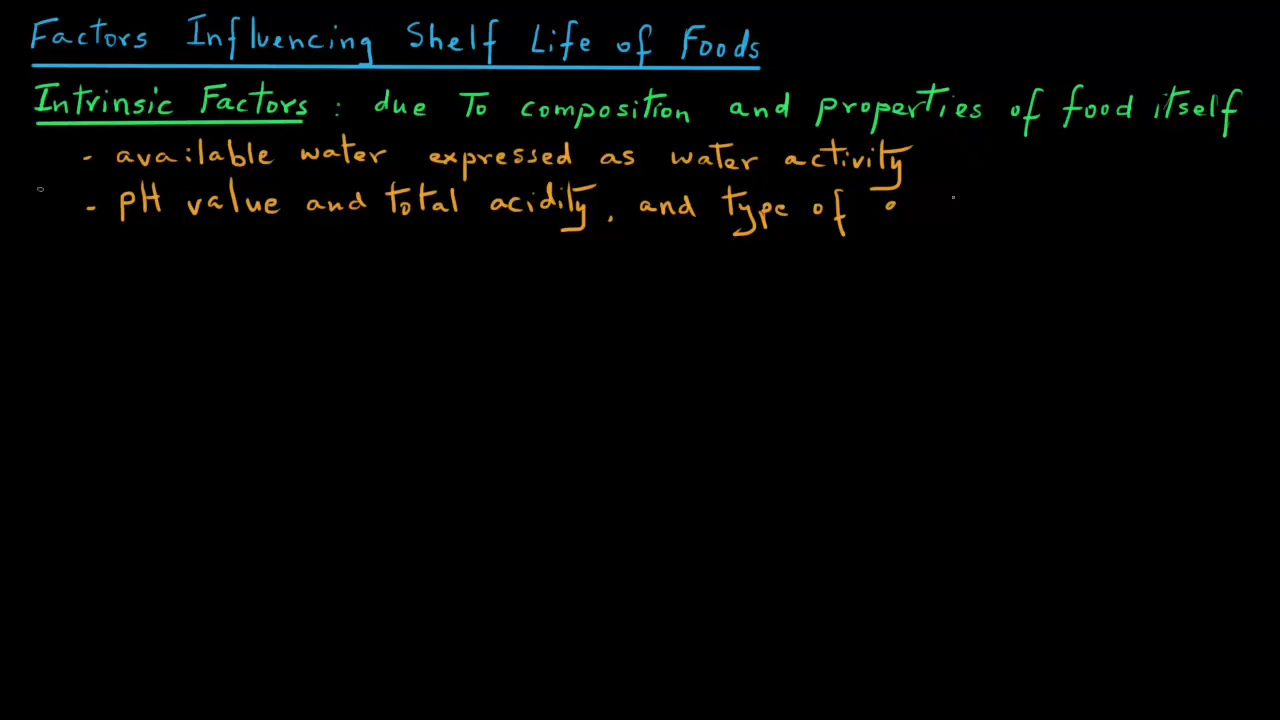 Factors Influencing Shelf Life of Foods
Intrinsic Factors : due To composition and properties of food itself
- available water expressed as water activity
- pH value and total acidity, and type of